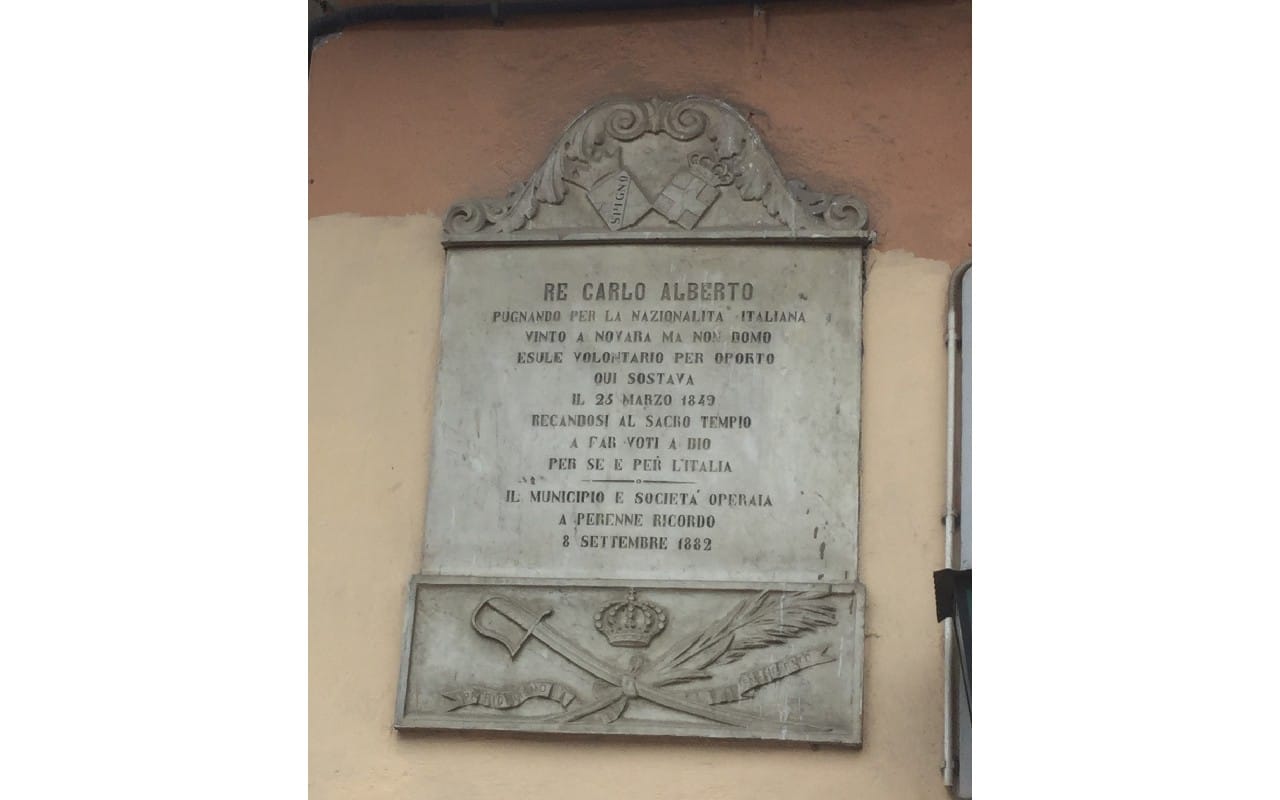 SPIGNO
RE CARLO ALBERTO
PUGNANDO PER LA NAZIONALITA' ITALIANA
VINTO A NOVARA MA NON DOMO
ESULE VOLONTARIO PER OPORTO
QUI SOSTAVA
IL 25 MARZO 1849
RECANDOSI AL SACRO TEMPIO
A FAR VOTI A DIO
PER SE E PER L'ITALIA
IL MUNICIPIO E SOCIETA' OPERAIA
A PERENNE RICORDO
8 SETTEMBRE 1882